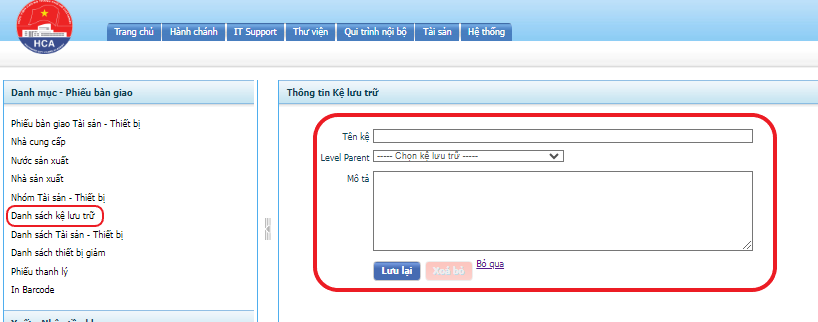 HCA
Trang chủ Hành chánh IT Support Thư viện Qui trình nội bộ Tài sản Hệ thống
Danh mục - Phiếu bàn giao
Phiếu bàn giao Tài sản - Thiết bị
Nhà cung cấp
Nước sản xuất
Nhà sản xuất
Nhóm Tài sản - Thiết bị
Danh sách kệ lưu trữ
Danh sách Tài sản - Thiết bị
Danh sách thiết bị giảm
Phiếu thanh lý
In Barcode
Thông tin Kệ lưu trữ
Tên kệ
Level Parent ----- Chọn kệ lưu trữ -----
Mô tả
Lưu lại Xoá bỏ Bỏ qua